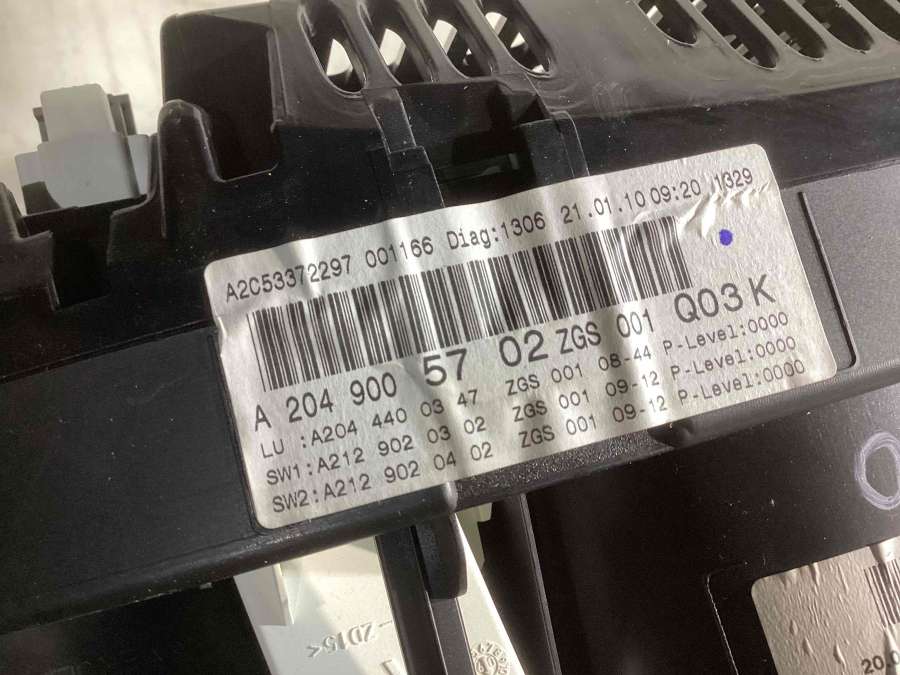 A2C53372297 001166 Diag:1306 21.01.10 09:20 1329
A 204 900 57 02 ZGS 001 Q03 K
LU :A204 440 03 47 ZGS 001 08-44 P-Level:0000
SW1:A212 902 03 02 ZGS 001 09-12 P-Level:0000
SW2:A212 902 04 02 ZGS 001 09-12 P-Level:0000
20.0